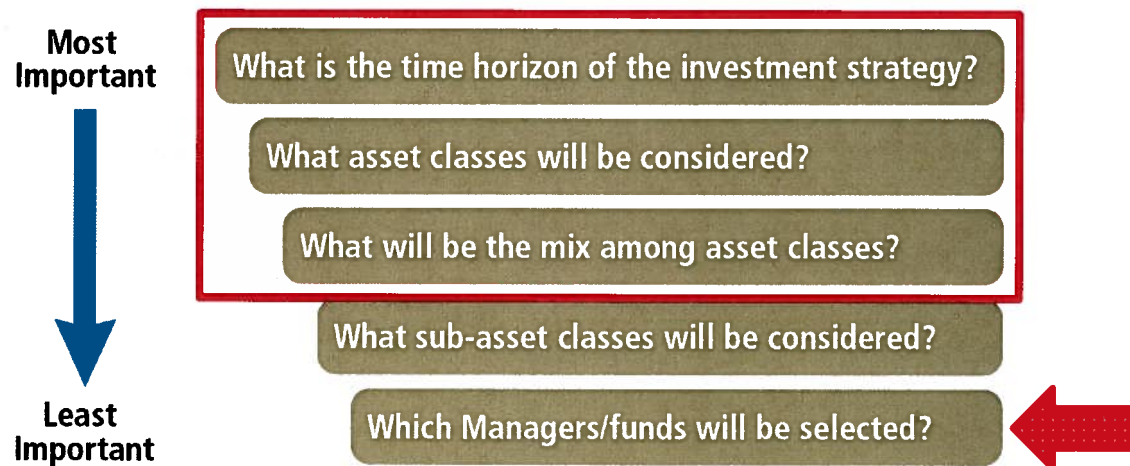 Most
Important
What is the time horizon of the investment strategy?
What asset classes will be considered?
What will be the mix among asset classes?
What sub-asset classes will be considered?
Which Managers/funds will be selected?
Least
Important